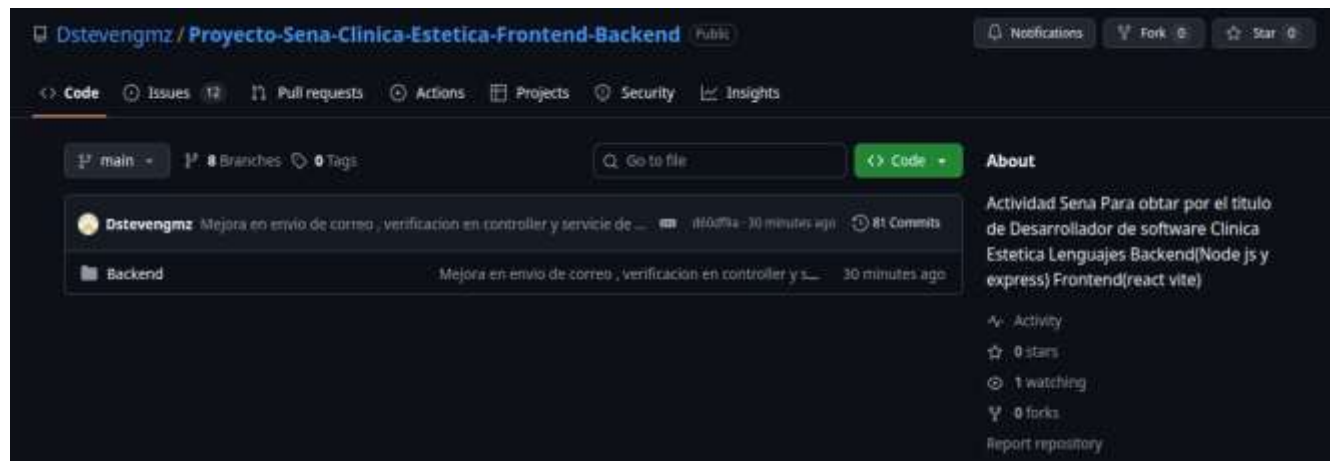 Dstevengmz / Proyecto-Sena-Clinica-Estetica-Frontend-Backend Public
Notifications Fork 0 Star 0
Code Issues 12 Pull requests Actions Projects Security Insights
main 8 Branches 0 Tags Go to file Code
Dstevengmz Mejora en envio de correo , verificacion en controller y servicie de ... 30 minutes ago 81 Commits
Backend Mejora en envio de correo , verificacion en controller y s... 30 minutes ago
About
Actividad Sena Para obtar por el titulo
de Desarrollador de software Clinica
Estetica Lenguajes Backend(Node js y
express) Frontend(react vite)
Activity
0 stars
1 watching
0 forks
Report repository